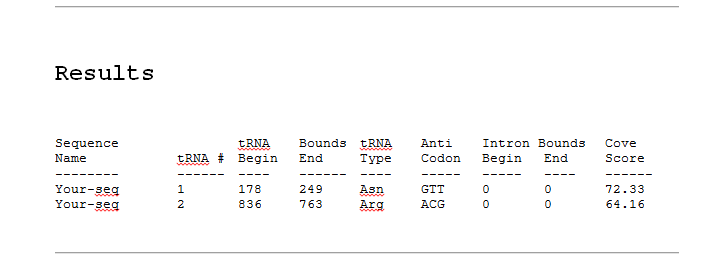 Results
Sequence tRNA Bounds tRNA Anti Intron Bounds Cove
Name tRNA # Begin End Type Codon Begin End Score
-------- ------ ---- ------ ---- ----- ----- ---- ------
Your-seq 1 178 249 Asn GTT 0 0 72.33
Your-seq 2 836 763 Arg ACG 0 0 64.16